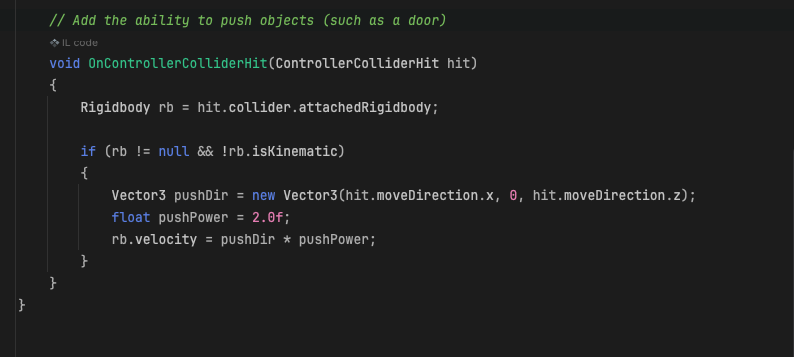 // Add the ability to push objects (such as a door)
IL code
void OnControllerColliderHit(ControllerColliderHit hit)
{
Rigidbody rb = hit.collider.attachedRigidbody;
if (rb != null && !rb.isKinematic)
{
Vector3 pushDir = new Vector3(hit.moveDirection.x, 0, hit.moveDirection.z);
float pushPower = 2.0f;
rb.velocity = pushDir * pushPower;
}
}
}